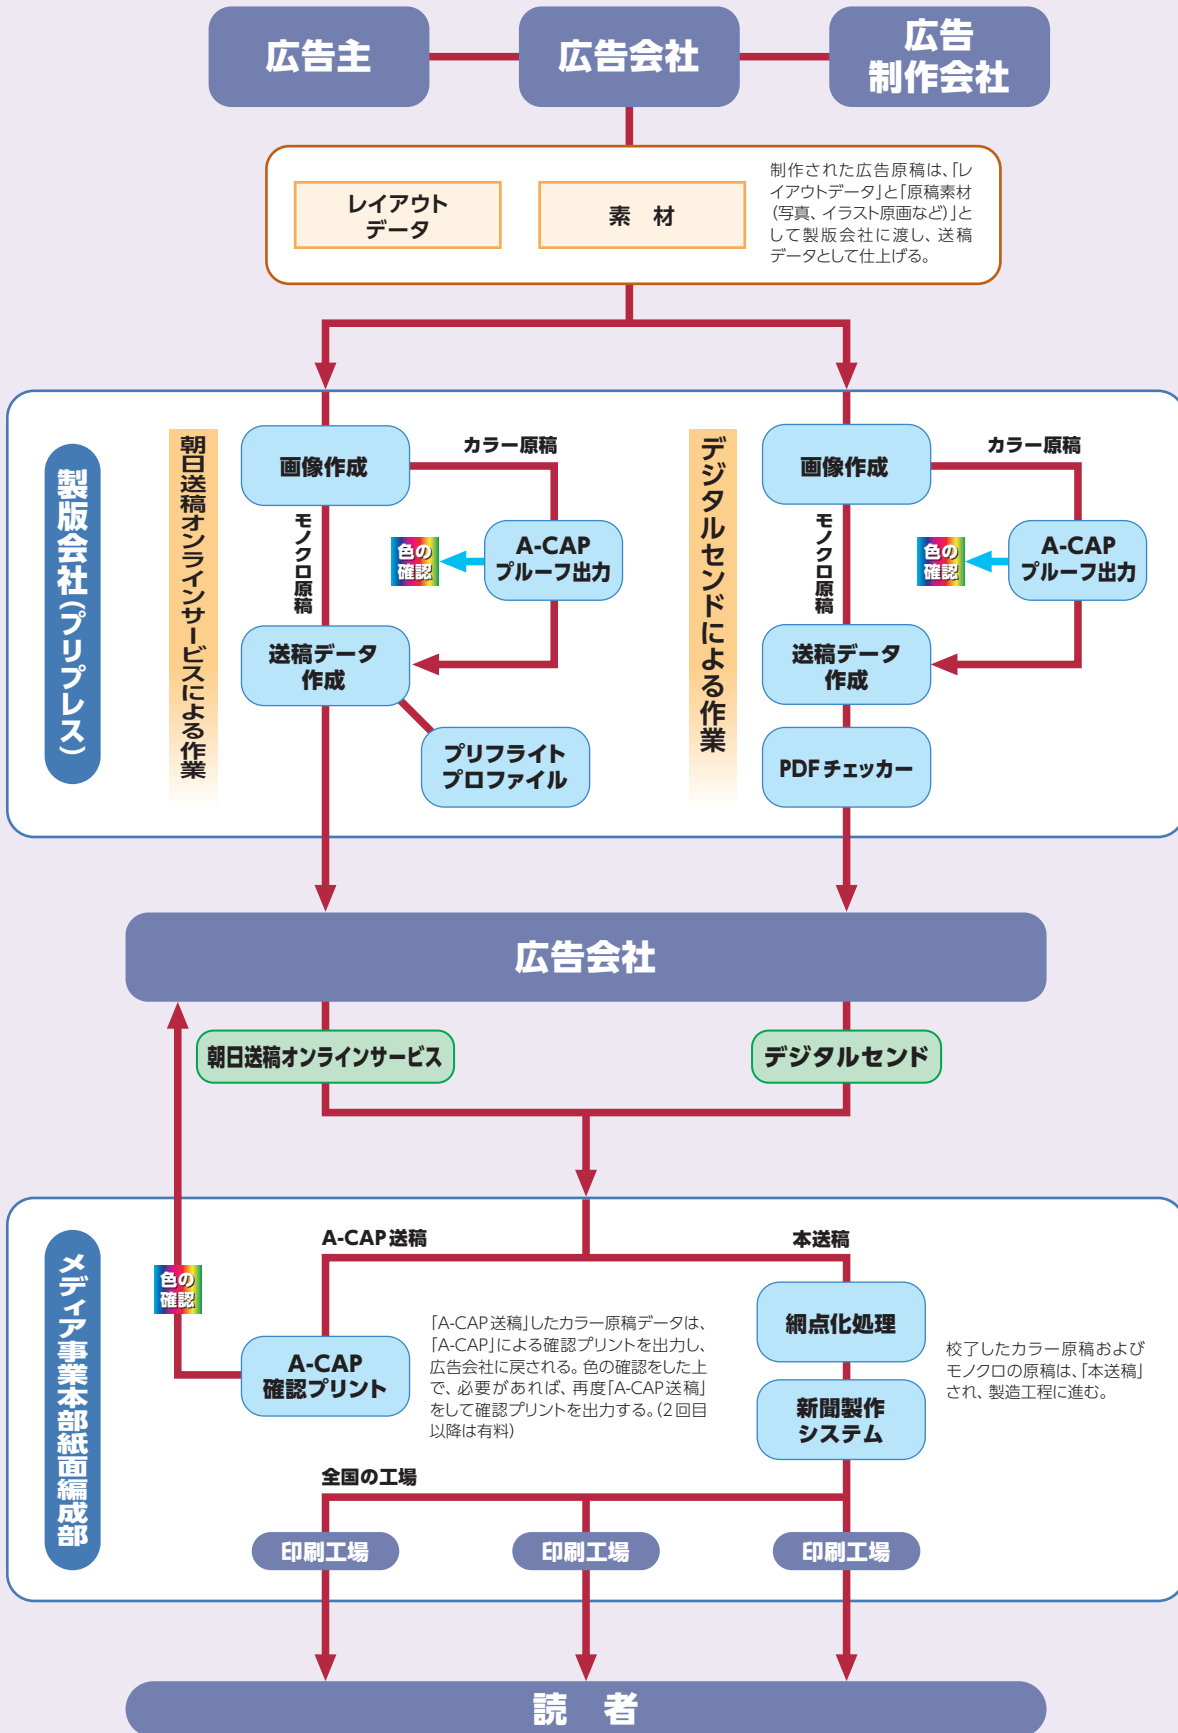 広告主
広告会社
広告
制作会社
レイアウト
データ
素 材
制作された広告原稿は、「レ
イアウトデータ」と「原稿素材
(写真、イラスト原画など)」と
して製版会社に渡し、送稿
データとして仕上げる。
製版会社(プリプレス)
朝日送稿オンラインサービスによる作業
画像作成
カラー原稿
モノクロ原稿
色の
確認
A-CAP
プルーフ出力
送稿データ
作成
プリフライト
プロファイル
デジタルセンドによる作業
画像作成
カラー原稿
モノクロ原稿
色の
確認
A-CAP
プルーフ出力
送稿データ
作成
PDFチェッカー
広告会社
朝日送稿オンラインサービス
デジタルセンド
メディア事業本部紙面編成部
色の
確認
A-CAP送稿
A-CAP
確認プリント
「A-CAP送稿」したカラー原稿データは、
「A-CAP」による確認プリントを出力し、
広告会社に戻される。色の確認をした上
で、必要があれば、再度「A-CAP送稿」
をして確認プリントを出力する。(2回目
以降は有料)
本送稿
網点化処理
新聞製作
システム
校了したカラー原稿および
モノクロの原稿は、「本送稿」
され、製造工程に進む。
全国の工場
印刷工場
印刷工場
印刷工場
読 者